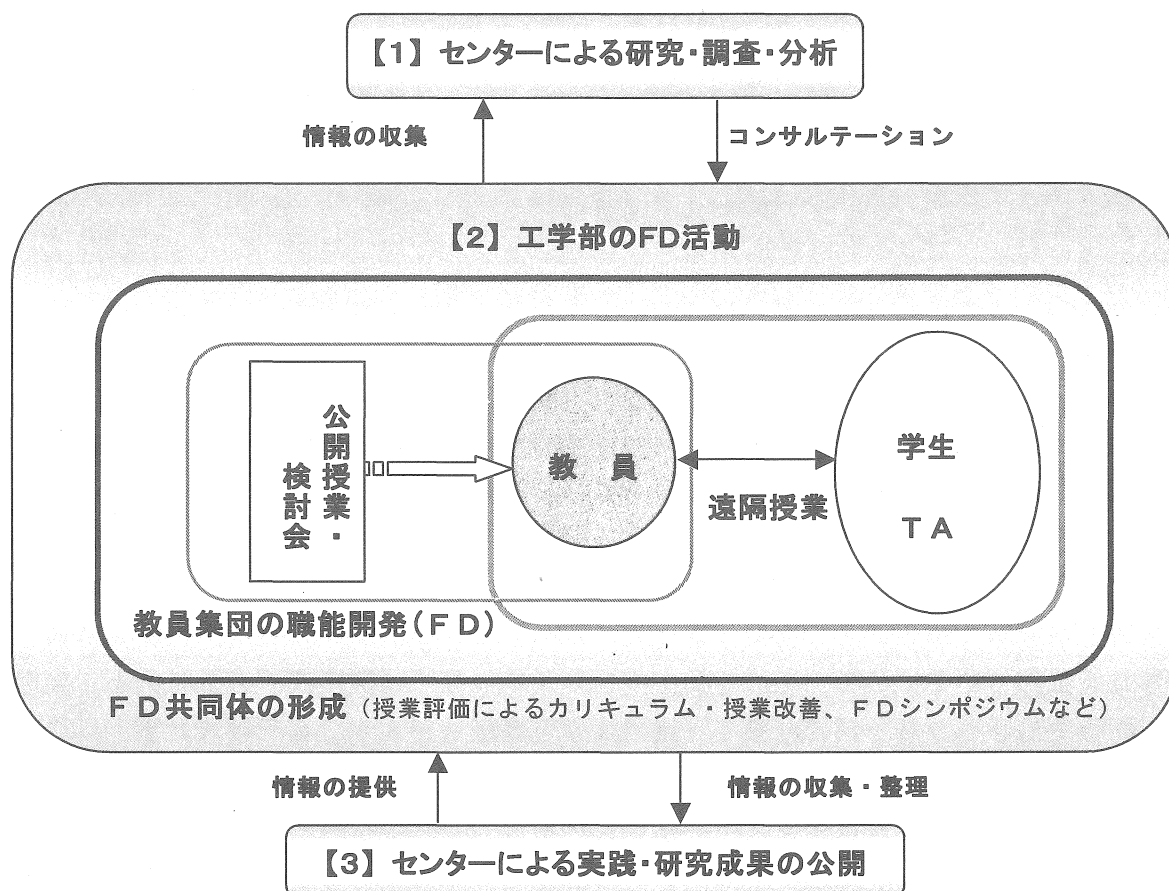 【1】 センターによる研究・調査・分析
情報の収集
コンサルテーション
【2】 工学部のFD活動
公開授業・
検討会
教 員
遠隔授業
学生
ＴＡ
教員集団の職能開発（ＦＤ）
ＦＤ共同体の形成（授業評価によるカリキュラム・授業改善、ＦＤシンポジウムなど）
情報の提供
情報の収集・整理
【3】 センターによる実践・研究成果の公開